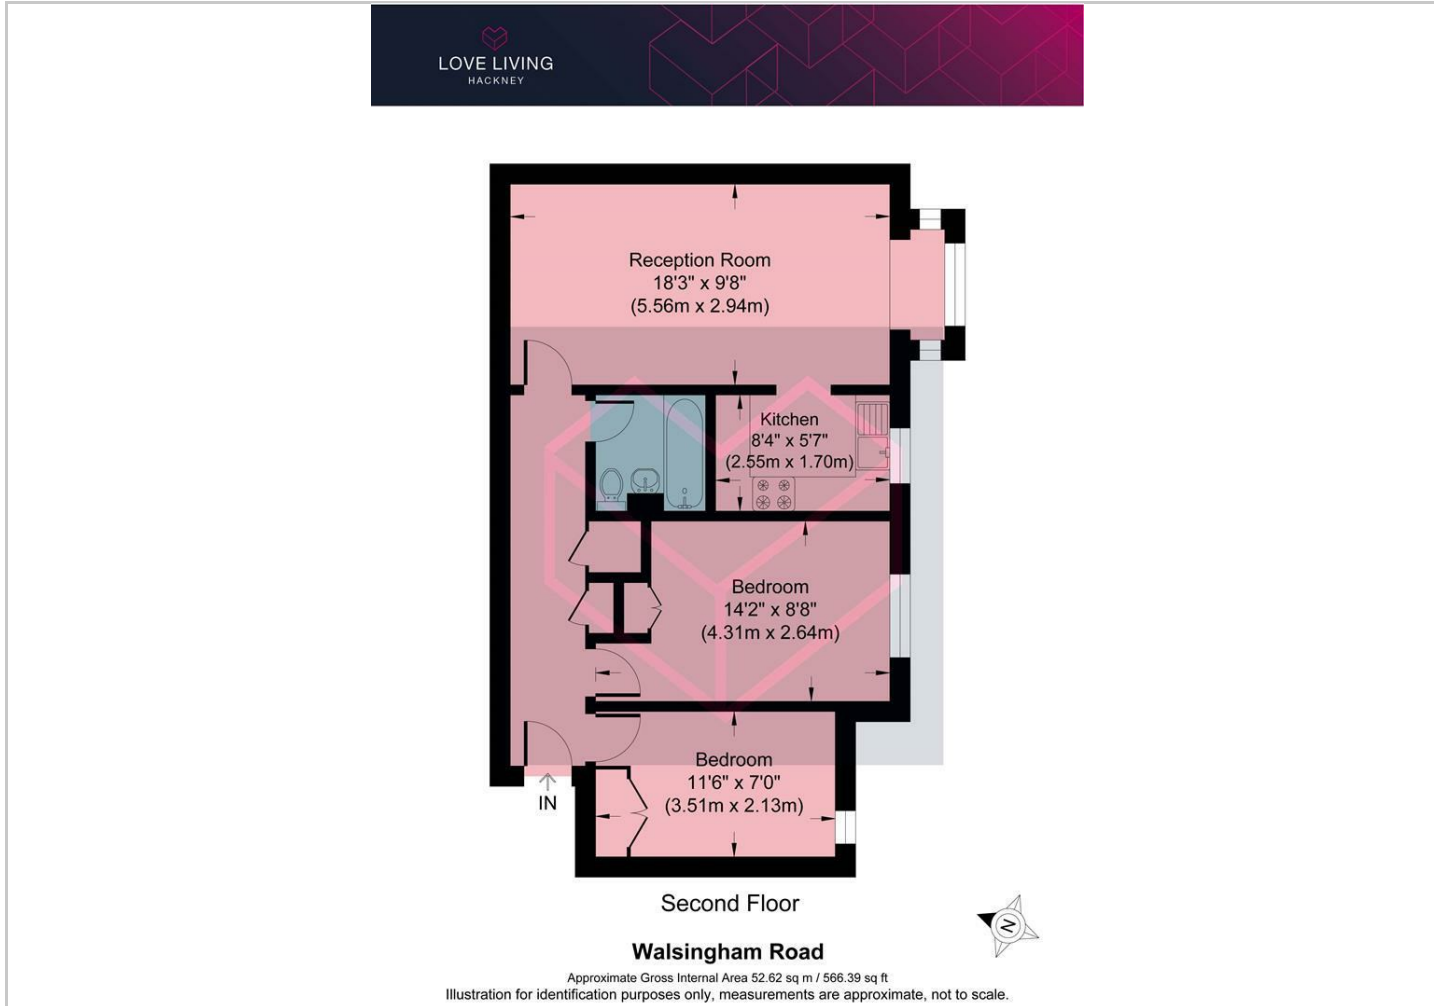 LOVE LIVING
HACKNEY
Reception Room
18'3" x 9'8"
(5.56m x 2.94m)
Kitchen
8'4" x 5'7"
(2.55m x 1.70m)
Bedroom
14'2" x 8'8"
(4.31m x 2.64m)
Bedroom
11'6" x 7'0"
(3.51m x 2.13m)
IN
Second Floor
N
Walsingham Road
Approximate Gross Internal Area 52.62 sq m / 566.39 sq ft
Illustration for identification purposes only, measurements are approximate, not to scale.